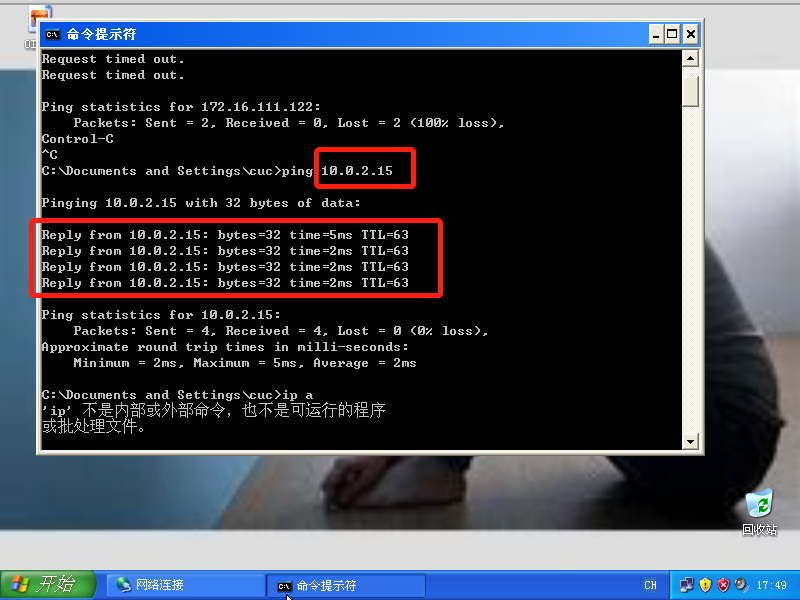 命令提示符
Request timed out.
Request timed out.
Ping statistics for 172.16.111.122:
Packets: Sent = 2, Received = 0, Lost = 2 (100% loss),
Control-C
^C
C:\Documents and Settings\cuc>ping 10.0.2.15
Pinging 10.0.2.15 with 32 bytes of data:
Reply from 10.0.2.15: bytes=32 time=5ms TTL=63
Reply from 10.0.2.15: bytes=32 time=2ms TTL=63
Reply from 10.0.2.15: bytes=32 time=2ms TTL=63
Reply from 10.0.2.15: bytes=32 time=2ms TTL=63
Ping statistics for 10.0.2.15:
Packets: Sent = 4, Received = 4, Lost = 0 (0% loss),
Approximate round trip times in milli-seconds:
Minimum = 2ms, Maximum = 5ms, Average = 2ms
C:\Documents and Settings\cuc>ip a
'ip' 不是内部或外部命令，也不是可运行的程序
或批处理文件。
回收站
开始 网络连接 C:\ 命令提示符 CH 17:49